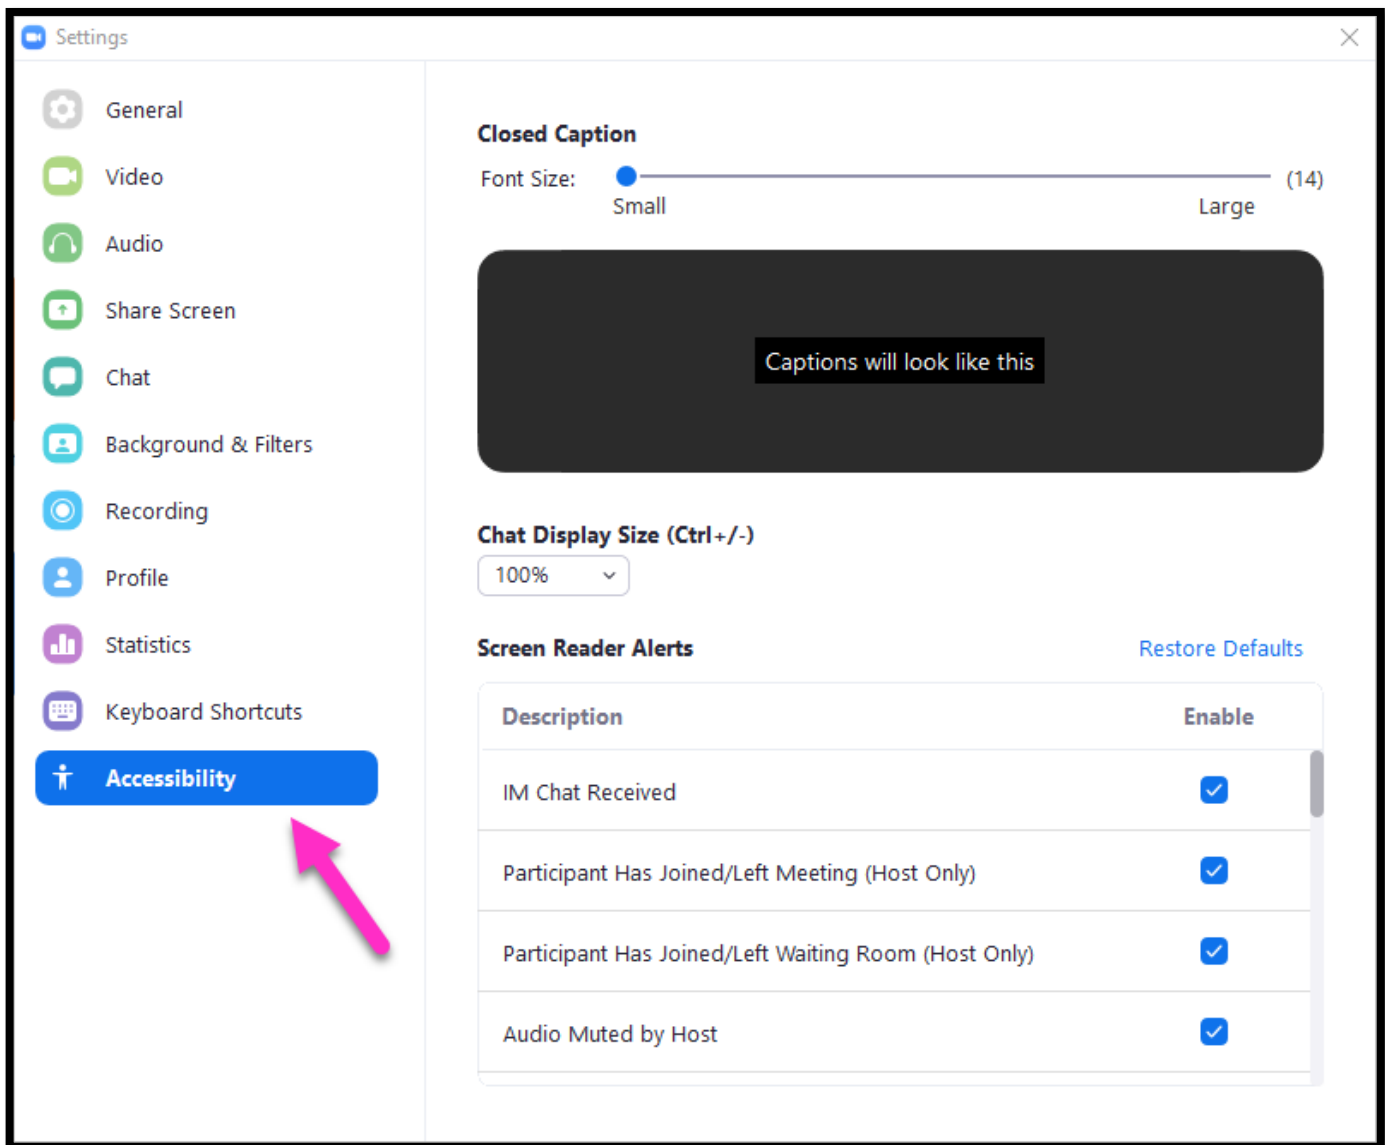 Settings
General
Video
Audio
Share Screen
Chat
Background & Filters
Recording
Profile
Statistics
Keyboard Shortcuts
Accessibility
Closed Caption
Font Size:
(14)
Small
Large
Captions will look like this
Chat Display Size (Ctrl+/-)
100%
Screen Reader Alerts
Restore Defaults
Description
Enable
IM Chat Received
Participant Has Joined/Left Meeting (Host Only)
Participant Has Joined/Left Waiting Room (Host Only)
Audio Muted by Host